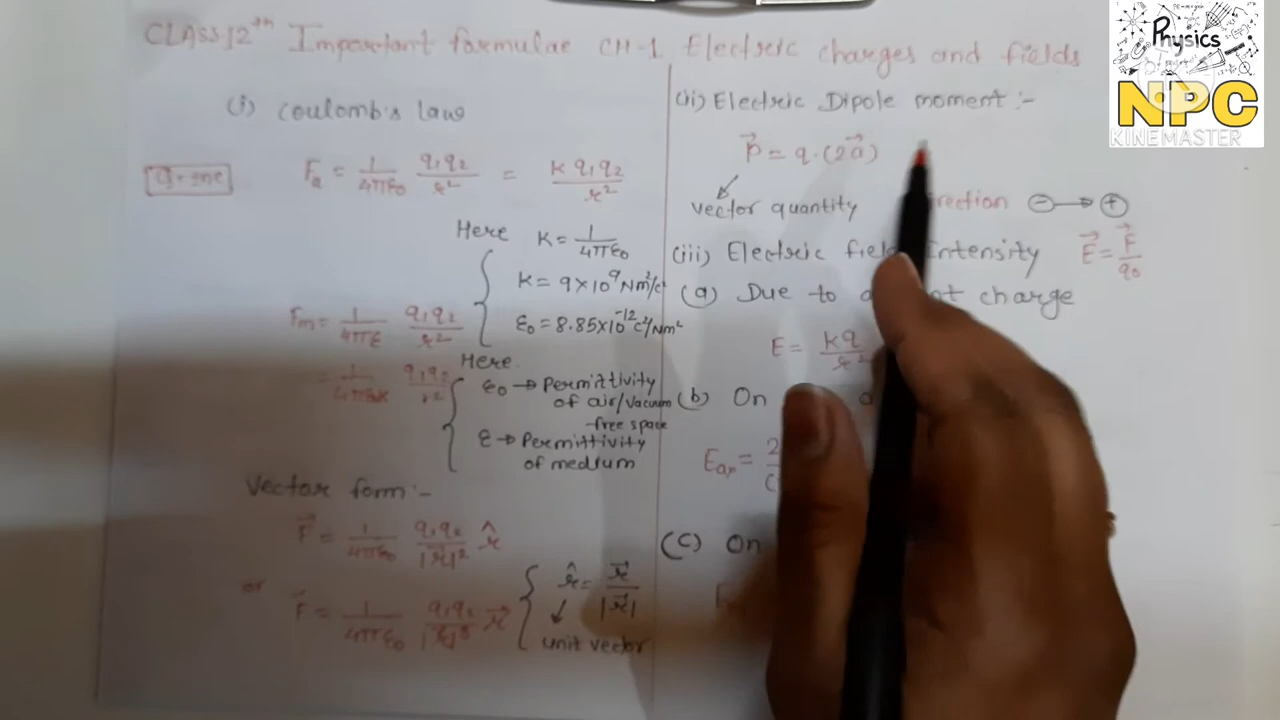 CLASS 12th Important formulae CH-1 Electric charges and fields
(i) Coulomb's law
q = ±ne
Fa = 1/4πε0 q1q2/r² = K q1q2/r²
Here K = 1/4πε0
K = 9×10⁹ Nm²/c²
ε0 = 8.85×10⁻¹² c²/Nm²
Fm = 1/4πε q1q2/r²
Here
ε0 → Permittivity
of air/vacuum
free space
ε → Permittivity
of medium
Vector form:-
F⃗ = 1/4πε0 q1q2/|r⃗|² r̂
or F⃗ = 1/4πε0 q1q2/|r⃗|³ r⃗
r̂ = r⃗/|r⃗|
unit vector
(ii) Electric Dipole moment:-
p⃗ = q.(2a⃗)
vector quantity
⊖→⊕
(iii) Electric field Intensity E⃗ = F⃗/q0
(a) Due to charge
E = kq/r²
(b) On
(c) On
Physics
NPC
KINEMASTER